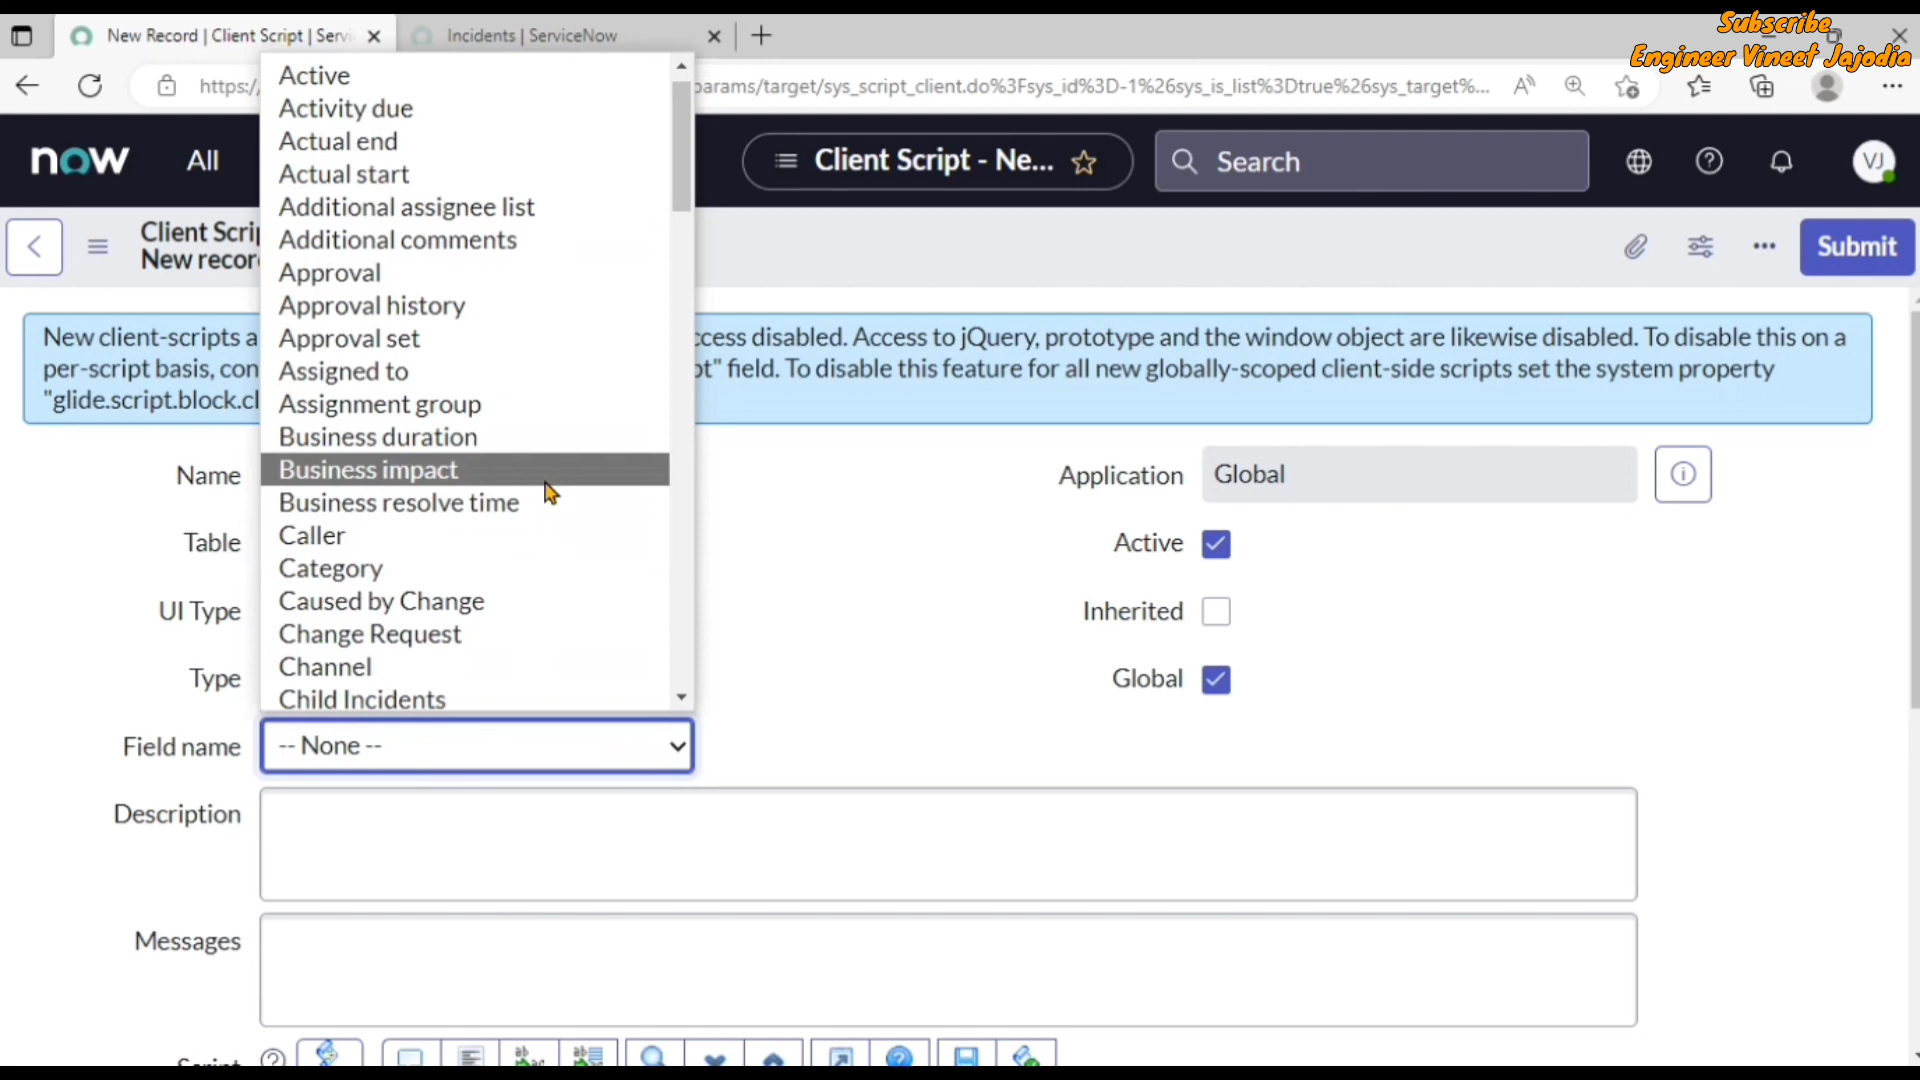 Subscribe
Engineer Vineet Jajodia
New Record | Client Script | Servi
Incidents | ServiceNow
https:/
params/target/sys_script_client.do%3Fsys_id%3D-1%26sys_is_list%3Dtrue%26sys_target%...
now
All
Client Script - Ne...
Search
VJ
Client Scrip
New record
Submit
Active
Activity due
Actual end
Actual start
Additional assignee list
Additional comments
Approval
Approval history
Approval set
Assigned to
Assignment group
Business duration
Business impact
Business resolve time
Caller
Category
Caused by Change
Change Request
Channel
Child Incidents
New client-scripts a
ccess disabled. Access to jQuery, prototype and the window object are likewise disabled. To disable this on a
per-script basis, con
pt" field. To disable this feature for all new globally-scoped client-side scripts set the system property
"glide.script.block.cl
Name
Application
Global
Table
Active
UI Type
Inherited
Type
Global
Field name
-- None --
Description
Messages
Script